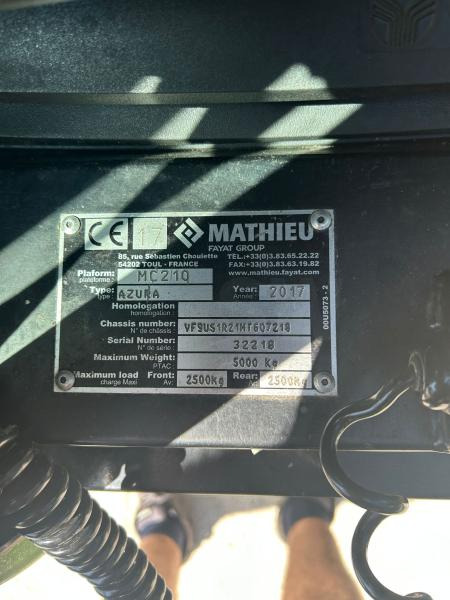 CE 17 MATHIEU
FAYAT GROUP
85, rue Sébastien Choulette TEL.:+33(0)3.83.65.22.22
54202 TOUL - FRANCE FAX:+33(0)3.83.63.19.82
www.mathieu.fayat.com
Plaform: MC210
plateforme :
Type: AZURA Year: 2017
Type : Année :
Homologation
homologation:
Chassis number: VF9US1R21HT607218
N° de châssis :
Serial Number: 32218
N° de série :
Maximum Weight: 5000 Kg
PTAC :
Maximum load Front: 2500Kg Rear: 2500Kg
charge Maxi Av: Ar:
00U5073 - 2